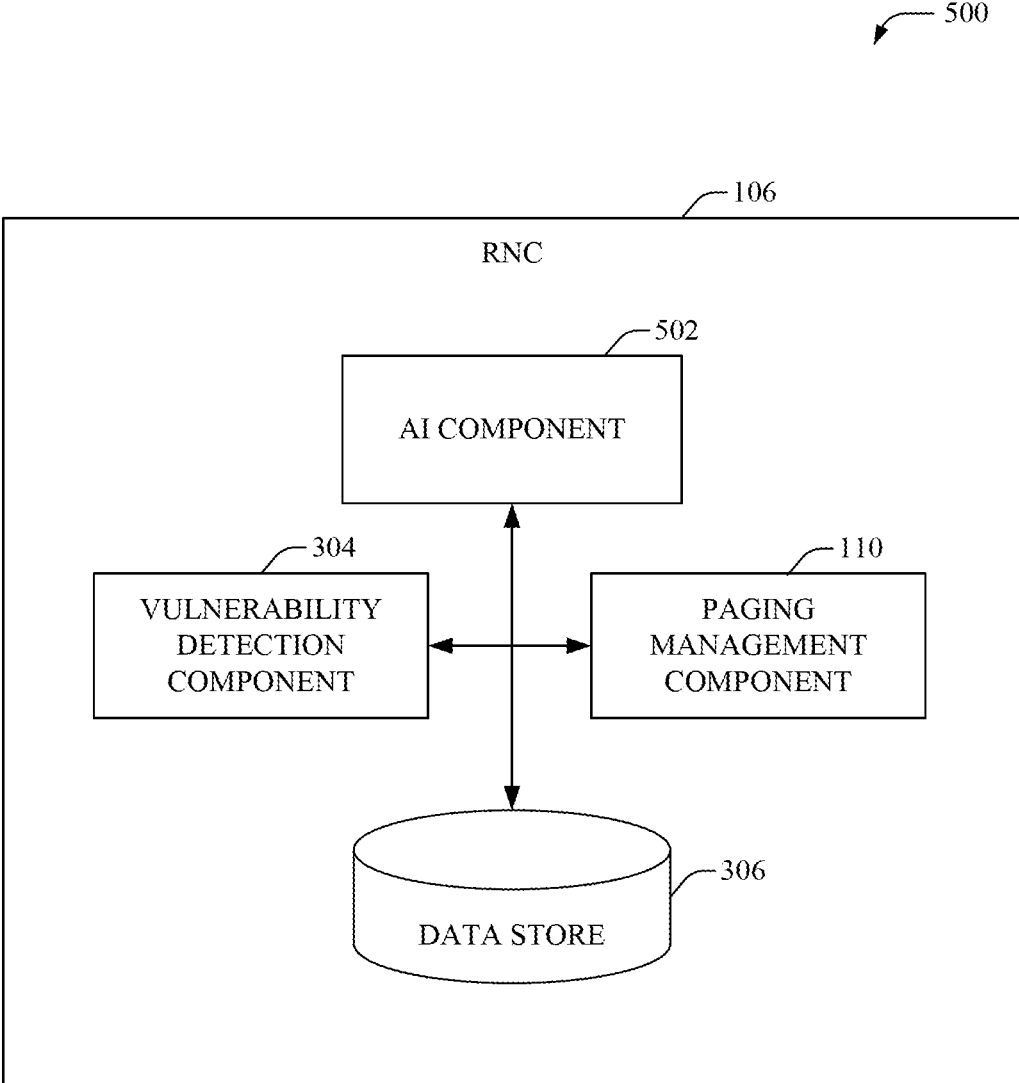 500
106
RNC
502
AI COMPONENT
304
VULNERABILITY
DETECTION
COMPONENT
110
PAGING
MANAGEMENT
COMPONENT
306
DATA STORE